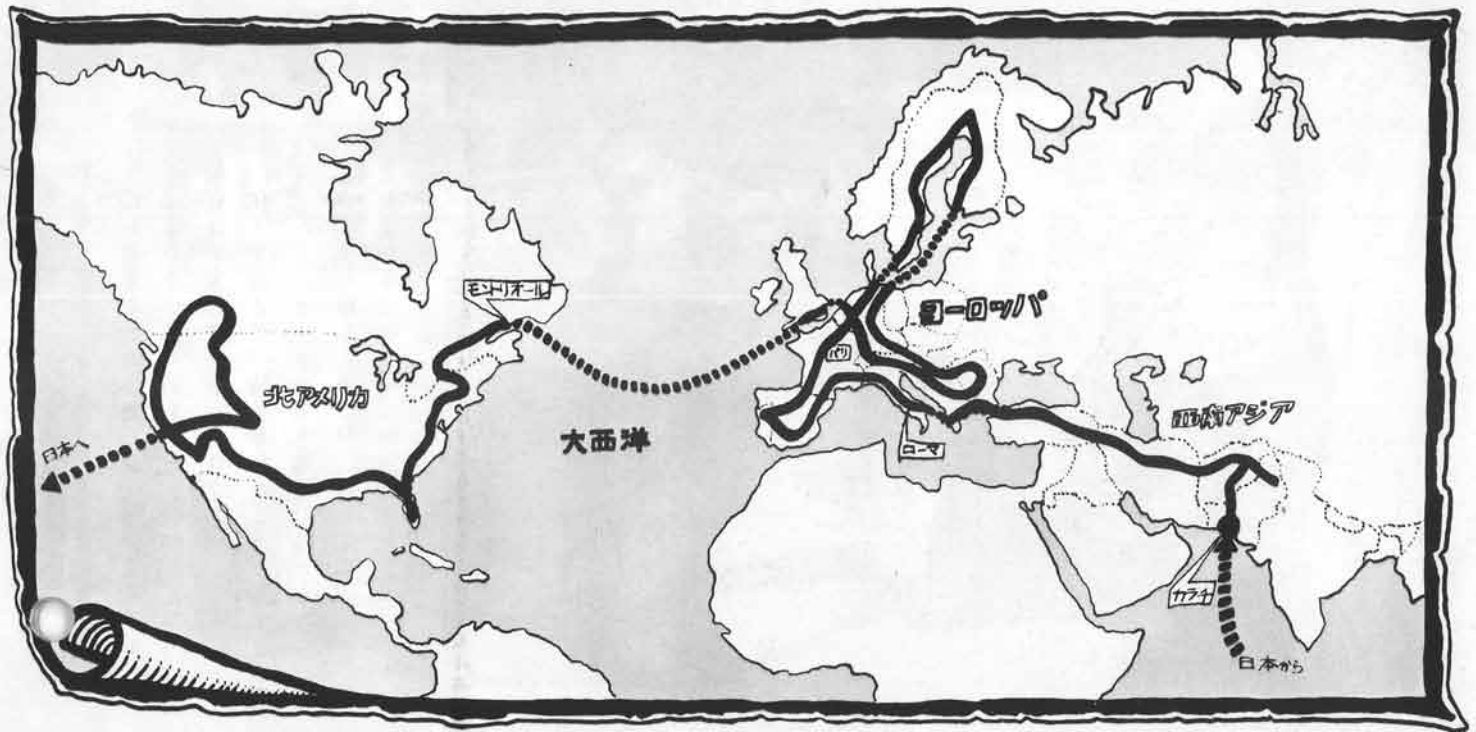 モントリオール
ヨーロッパ
パリ
北アメリカ
西南アジア
大西洋
ローマ
日本へ
カラチ
日本から